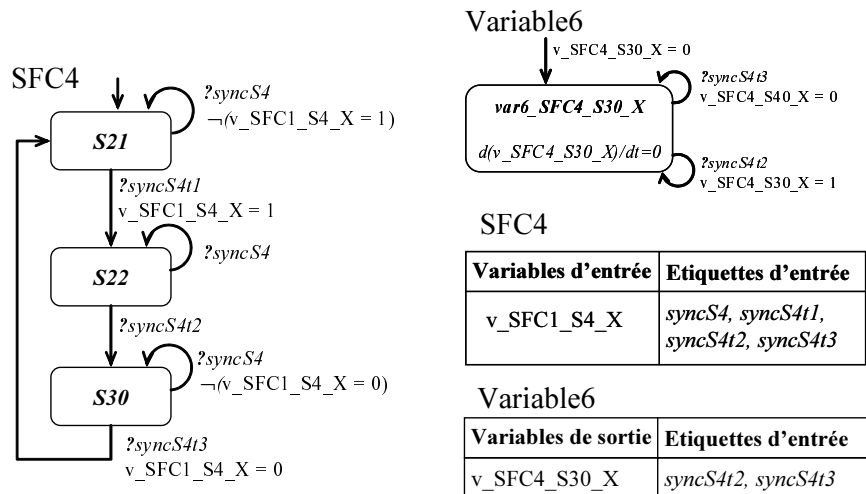 SFC4
?syncS4
¬(v_SFC1_S4_X = 1)
S21
?syncS4t1
v_SFC1_S4_X = 1
?syncS4
S22
?syncS4t2
?syncS4
¬(v_SFC1_S4_X = 0)
S30
?syncS4t3
v_SFC1_S4_X = 0
Variable6
v_SFC4_S30_X = 0
?syncS4t3
v_SFC4_S40_X = 0
var6_SFC4_S30_X
d(v_SFC4_S30_X)/dt=0
?syncS4t2
v_SFC4_S30_X = 1
SFC4
Variables d'entrée Etiquettes d'entrée
v_SFC1_S4_X syncS4, syncS4t1,
syncS4t2, syncS4t3
Variable6
Variables de sortie Etiquettes d'entrée
v_SFC4_S30_X syncS4t2, syncS4t3